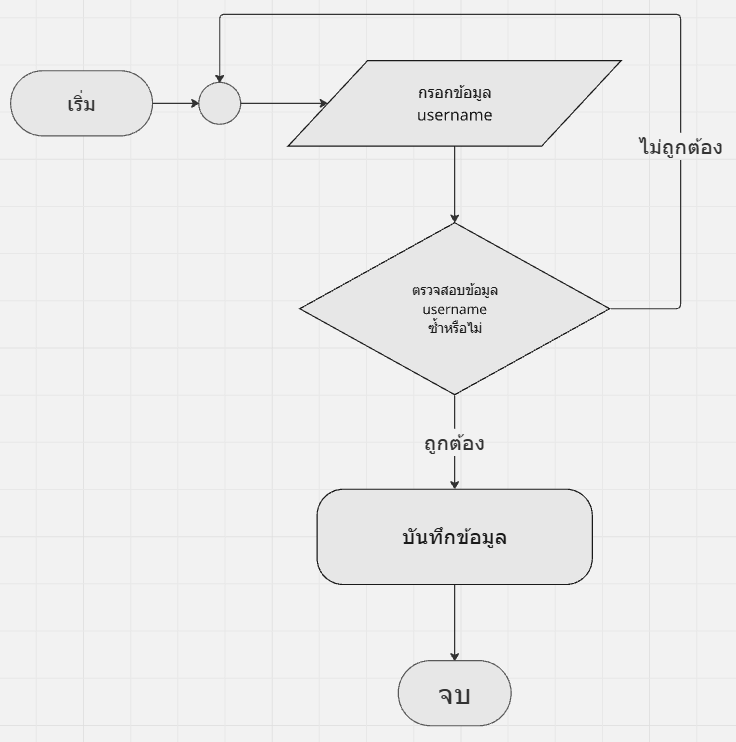 เริ่ม
กรอกข้อมูล
username
ไม่ถูกต้อง
ตรวจสอบข้อมูล
username
ซ้ำหรือไม่
ถูกต้อง
บันทึกข้อมูล
จบ